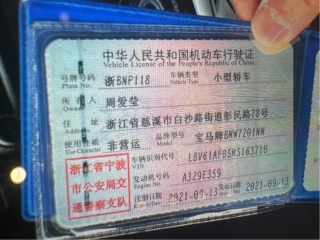 中华人民共和国机动车行驶证
Vehicle License of the People's Republic of China
号牌号码 浙BNP118 车辆类型 小型轿车
Plate No. Vehicle Type
所有人 周爱莹
Owner
住址 浙江省慈溪市白沙路街道彭民路78号
Address
使用性质 非营运 品牌型号 宝马牌BMW7201NN
Use Character Model
浙江省宁波市公安局交通警察支队
车辆识别代号 LBV61AF05MS163710
VIN
发动机号码 A329E359
Engine No.
注册日期 2021-09-13 发证日期 2021-09-13